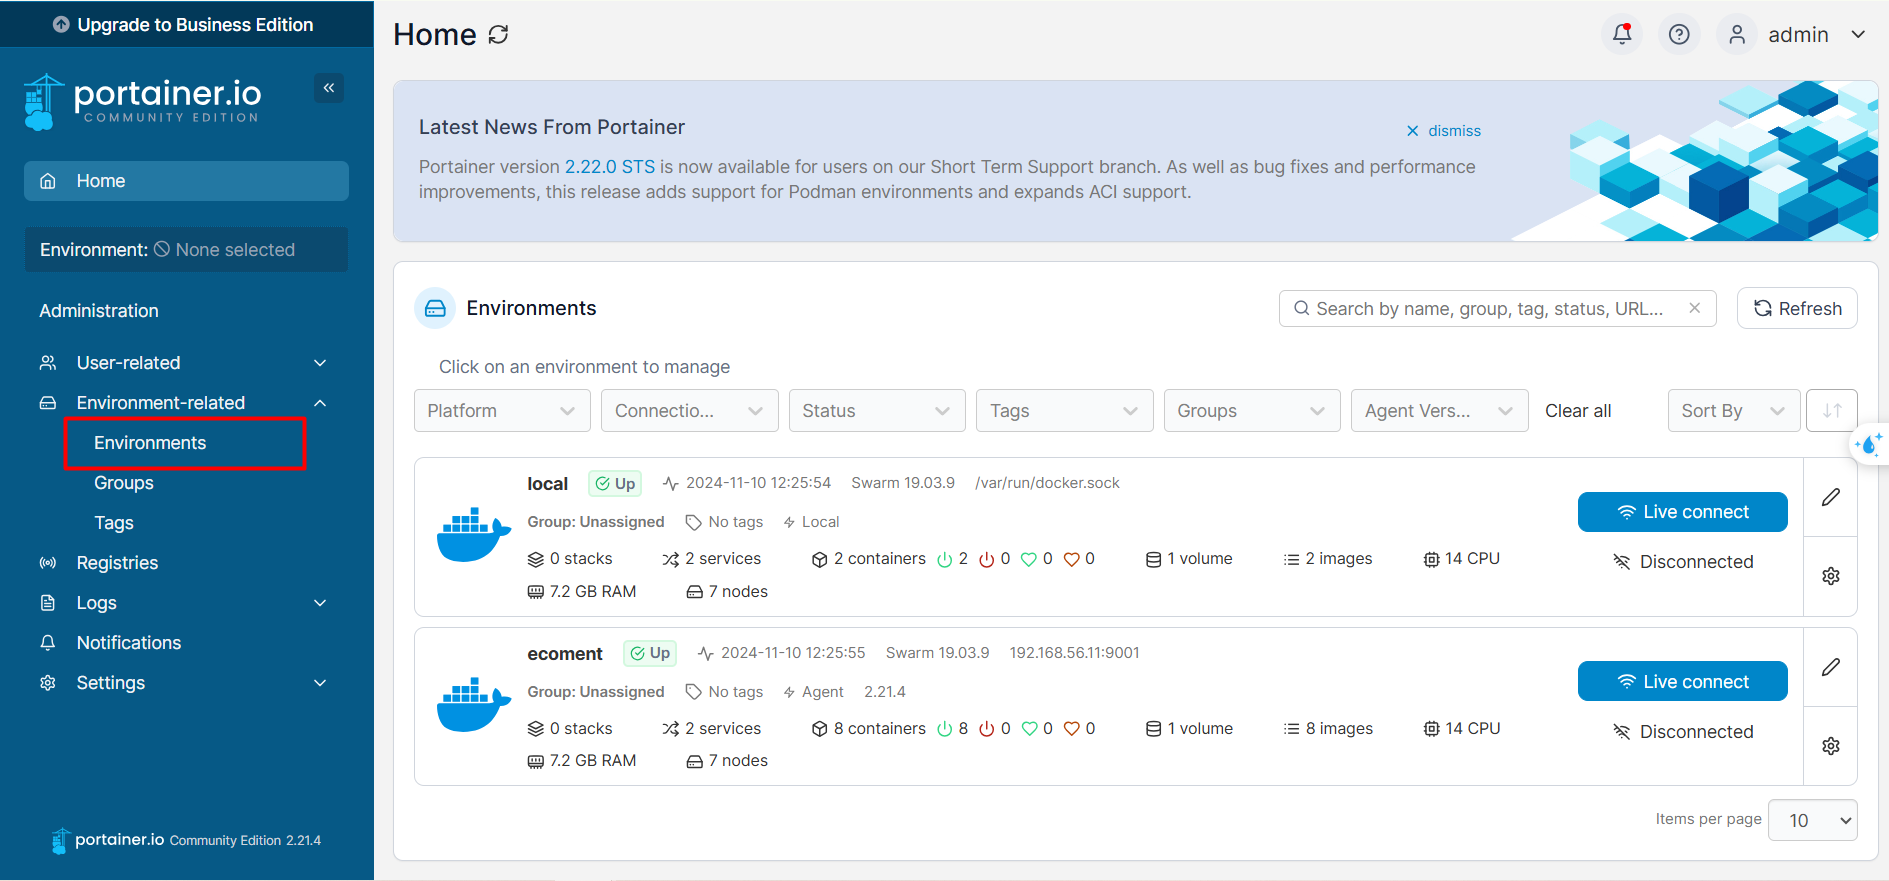 Upgrade to Business Edition
portainer.io
COMMUNITY EDITION
Home
Environment: None selected
Administration
User-related
Environment-related
Environments
Groups
Tags
Registries
Logs
Notifications
Settings
portainer.io Community Edition 2.21.4
Home
admin
Latest News From Portainer
dismiss
Portainer version 2.22.0 STS is now available for users on our Short Term Support branch. As well as bug fixes and performance
improvements, this release adds support for Podman environments and expands ACI support.
Environments
Search by name, group, tag, status, URL...
Refresh
Click on an environment to manage
Platform
Connectio...
Status
Tags
Groups
Agent Vers...
Clear all
Sort By
local Up 2024-11-10 12:25:54 Swarm 19.03.9 /var/run/docker.sock
Group: Unassigned No tags Local
0 stacks 2 services 2 containers 2 0 0 0 1 volume 2 images 14 CPU
7.2 GB RAM 7 nodes
Live connect
Disconnected
ecoment Up 2024-11-10 12:25:55 Swarm 19.03.9 192.168.56.11:9001
Group: Unassigned No tags Agent 2.21.4
0 stacks 2 services 8 containers 8 0 0 0 1 volume 8 images 14 CPU
7.2 GB RAM 7 nodes
Live connect
Disconnected
Items per page 10